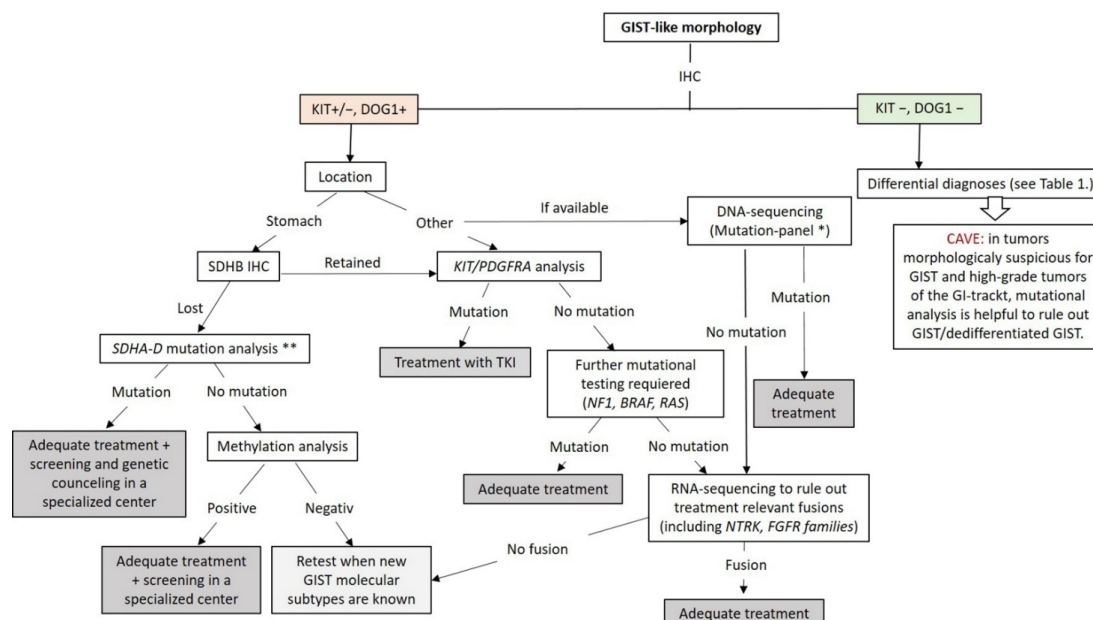 GIST-like morphology
IHC
KIT+/−, DOG1+
KIT −, DOG1 −
Location
Differential diagnoses (see Table 1.)
Stomach
Other
If available
DNA-sequencing
(Mutation-panel *)
CAVE: in tumors
morphologicaly suspicious for
GIST and high-grade tumors
of the GI-trackt, mutational
analysis is helpful to rule out
GIST/dedifferentiated GIST.
SDHB IHC
Retained
KIT/PDGFRA analysis
Lost
Mutation
No mutation
No mutation
Mutation
SDHA-D mutation analysis **
Treatment with TKI
Further mutational
testing requiered
(NF1, BRAF, RAS)
Adequate
treatment
Mutation
No mutation
Adequate treatment +
screening and genetic
counceling in a
specialized center
Methylation analysis
Mutation
No mutation
Adequate treatment
RNA-sequencing to rule out
treatment relevant fusions
(including NTRK, FGFR families)
Positive
Negativ
No fusion
Fusion
Adequate treatment
+ screening in a
specialized center
Retest when new
GIST molecular
subtypes are known
Adequate treatment